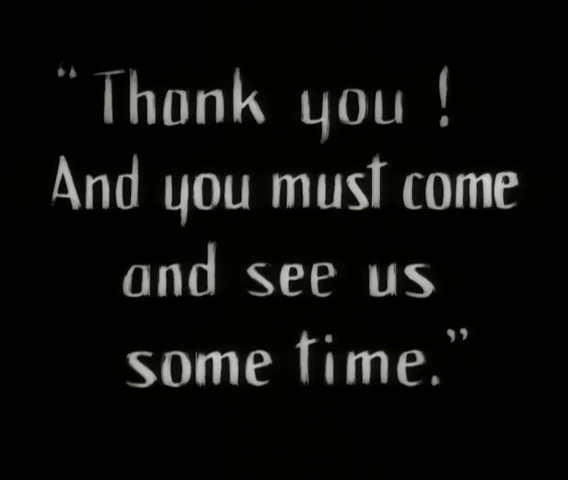 “Thank you !
And you must come
and see us
some time.”